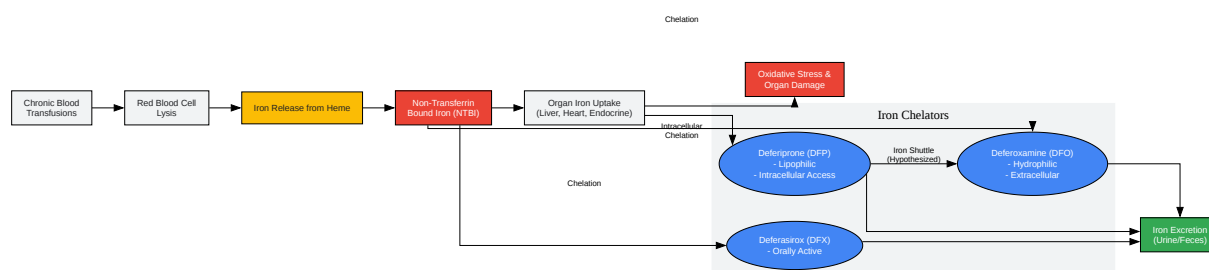 Chelation
Chronic Blood
Transfusions
Red Blood Cell
Lysis
Iron Release from Heme
Non-Transferrin
Bound Iron (NTBI)
Organ Iron Uptake
(Liver, Heart, Endocrine)
Oxidative Stress &
Organ Damage
Iron Chelators
Intracellular
Chelation
Deferiprone (DFP)
- Lipophilic
- Intracellular Access
Iron Shuttle
(Hypothesized)
Deferoxamine (DFO)
- Hydrophilic
- Extracellular
Chelation
Deferasirox (DFX)
- Orally Active
Iron Excretion
(Urine/Feces)